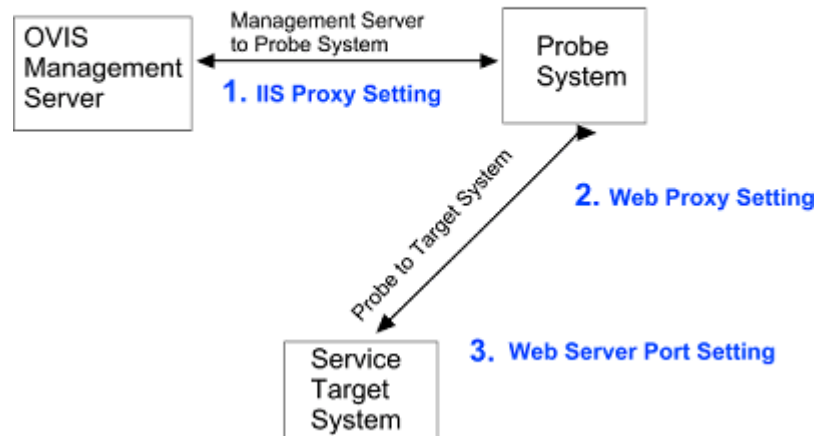 OVIS
Management
Server
Management Server
to Probe System
1. IIS Proxy Setting
Probe
System
Probe to Target System
2. Web Proxy Setting
Service
Target
System
3. Web Server Port Setting